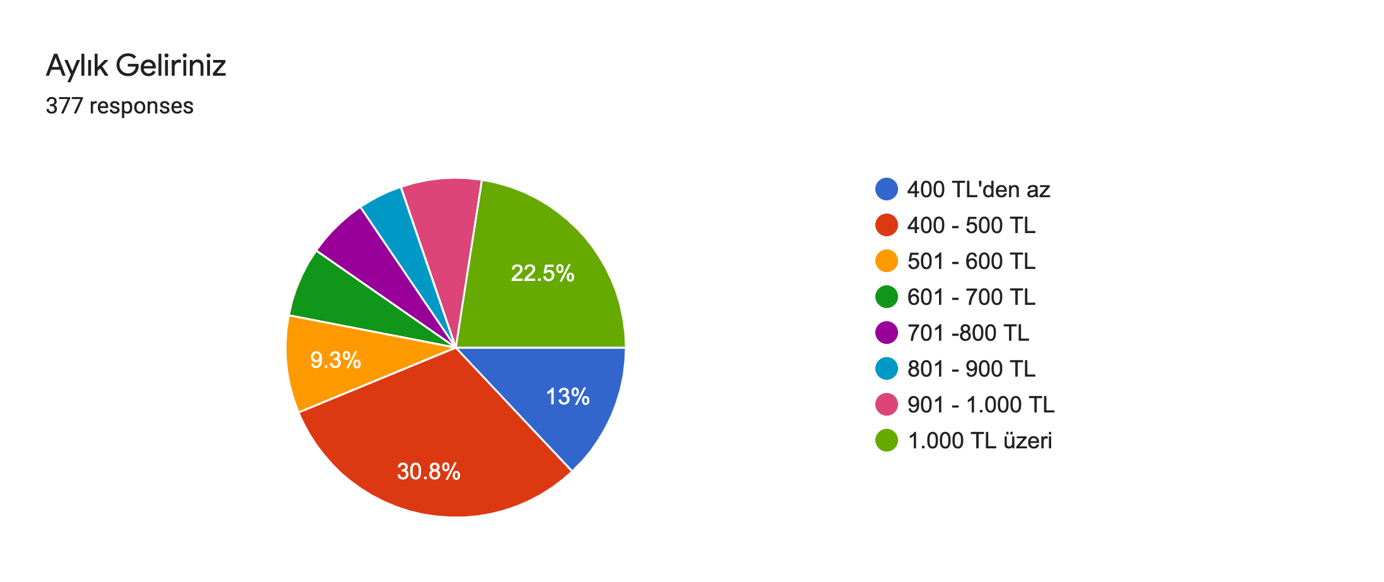 Aylık Geliriniz
377 responses
400 TL'den az
400 - 500 TL
501 - 600 TL
601 - 700 TL
701 -800 TL
801 - 900 TL
901 - 1.000 TL
1.000 TL üzeri
22.5%
9.3%
13%
30.8%